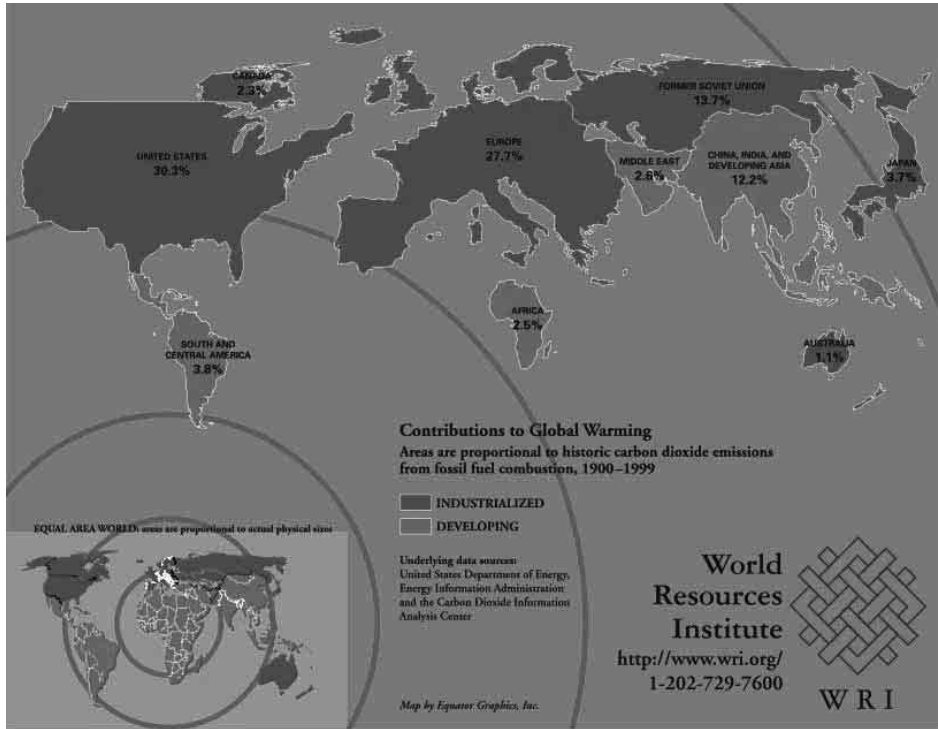 CANADA
2.3%
UNITED STATES
30.3%
EUROPE
27.7%
FORMER SOVIET UNION
13.7%
MIDDLE EAST
2.6%
CHINA, INDIA, AND
DEVELOPING ASIA
12.2%
JAPAN
3.7%
AFRICA
2.5%
SOUTH AND
CENTRAL AMERICA
3.8%
AUSTRALIA
1.1%
Contributions to Global Warming
Areas are proportional to historic carbon dioxide emissions
from fossil fuel combustion, 1900–1999
INDUSTRIALIZED
DEVELOPING
EQUAL AREA WORLD: areas are proportional to actual physical sizes
Underlying data sources:
United States Department of Energy,
Energy Information Administration
and the Carbon Dioxide Information
Analysis Center
Map by Equator Graphics, Inc.
World
Resources
Institute
http://www.wri.org/
1-202-729-7600
WRI